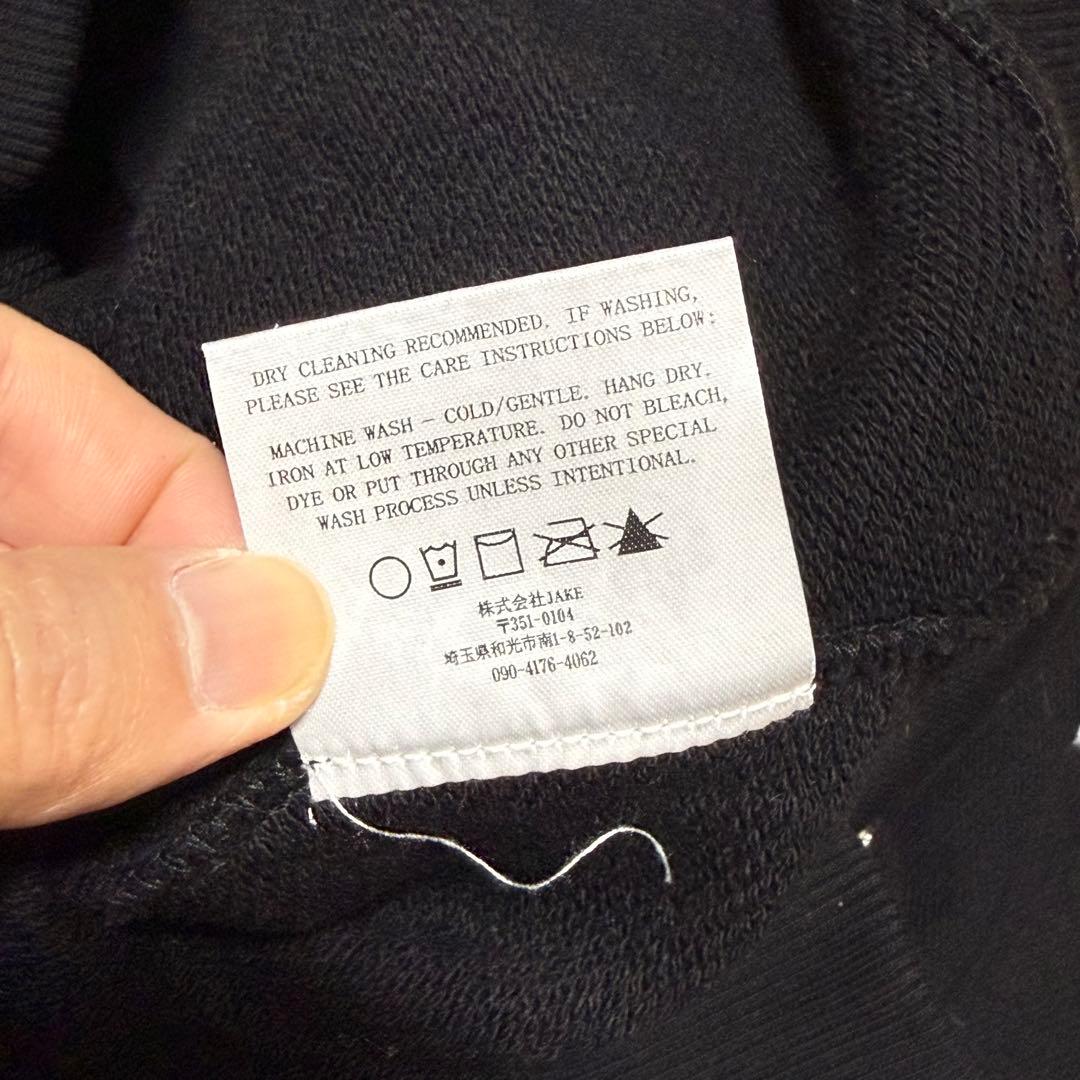 DRY CLEANING RECOMMENDED. IF WASHING,
PLEASE SEE THE CARE INSTRUCTIONS BELOW:
MACHINE WASH - COLD/GENTLE. HANG DRY.
IRON AT LOW TEMPERATURE. DO NOT BLEACH,
DYE OR PUT THROUGH ANY OTHER SPECIAL
WASH PROCESS UNLESS INTENTIONAL.
株式会社JAKE
〒351-0104
埼玉県和光市南1-8-52-102
090-4176-4062